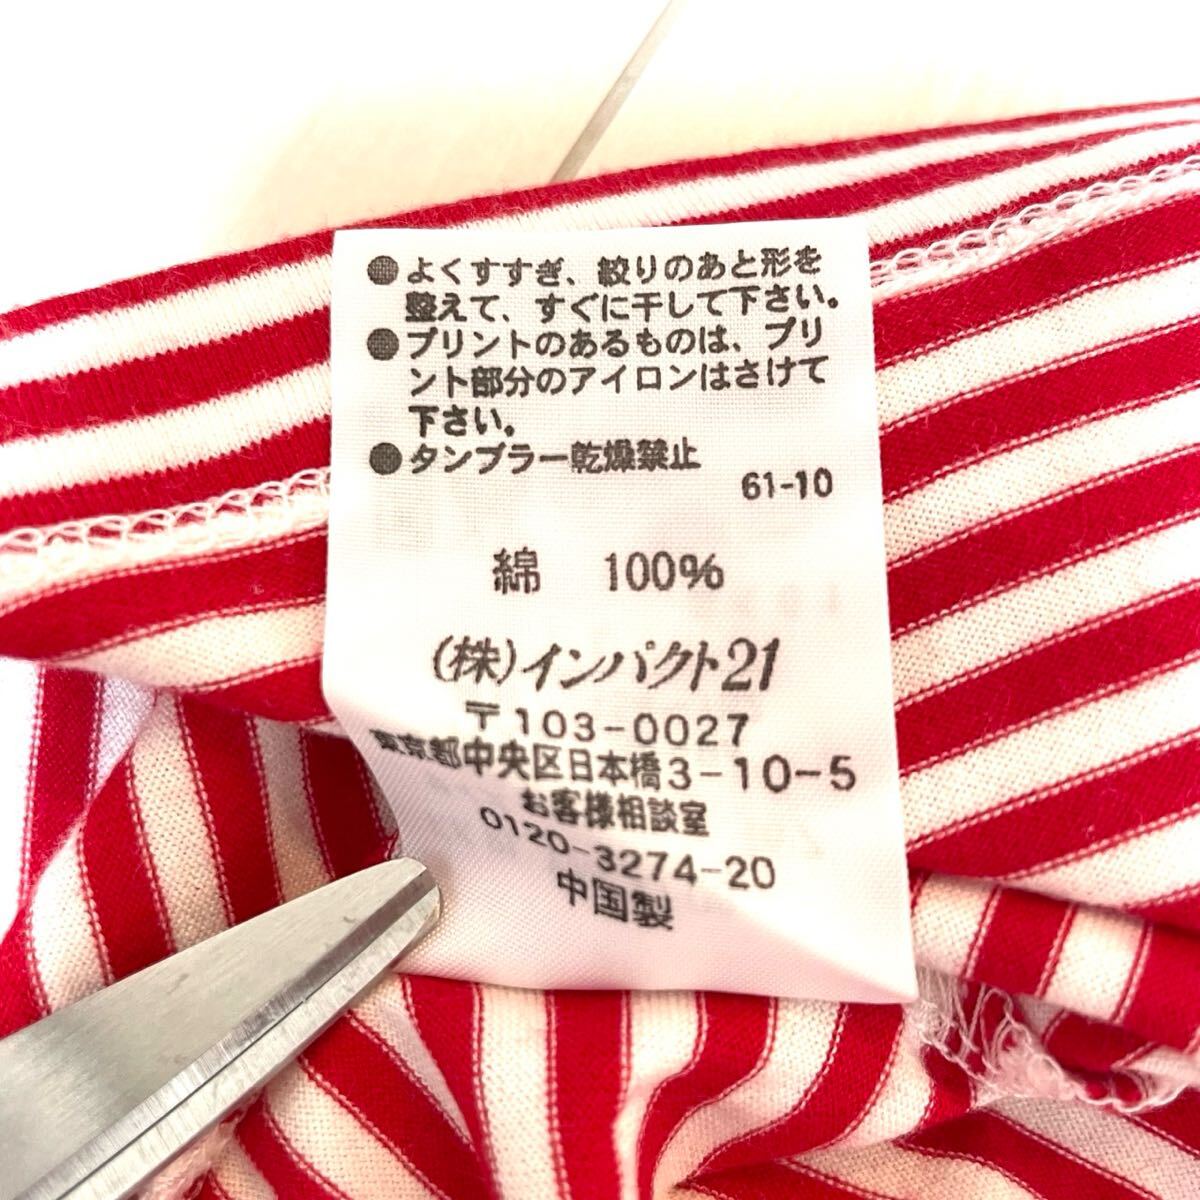 ●よくすすぎ、絞りのあと形を
整えて、すぐに干して下さい。
●プリントのあるものは、プリ
ント部分のアイロンはさけて
下さい。
●タンブラー乾燥禁止
61-10
綿 100%
(株)インパクト21
〒103-0027
東京都中央区日本橋3-10-5
お客様相談室
0120-3274-20
中国製